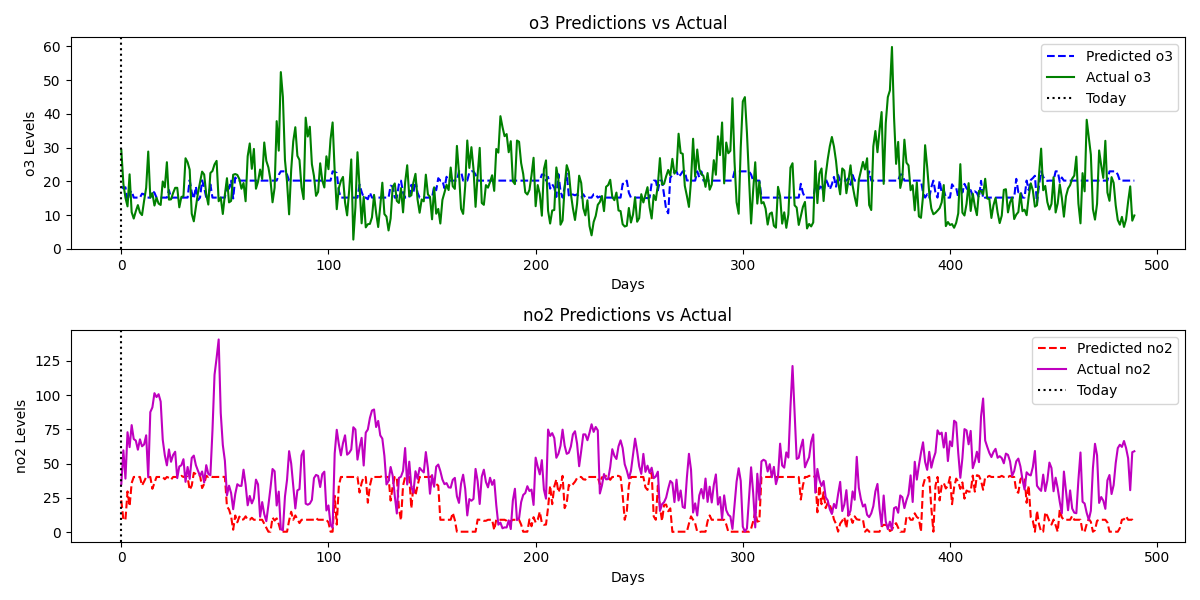 o3 Predictions vs Actual
o3 Levels
60
50
40
30
20
10
0
Predicted o3
Actual o3
Today
0 100 200 300 400 500
Days
no2 Predictions vs Actual
no2 Levels
125
100
75
50
25
0
Predicted no2
Actual no2
Today
0 100 200 300 400 500
Days